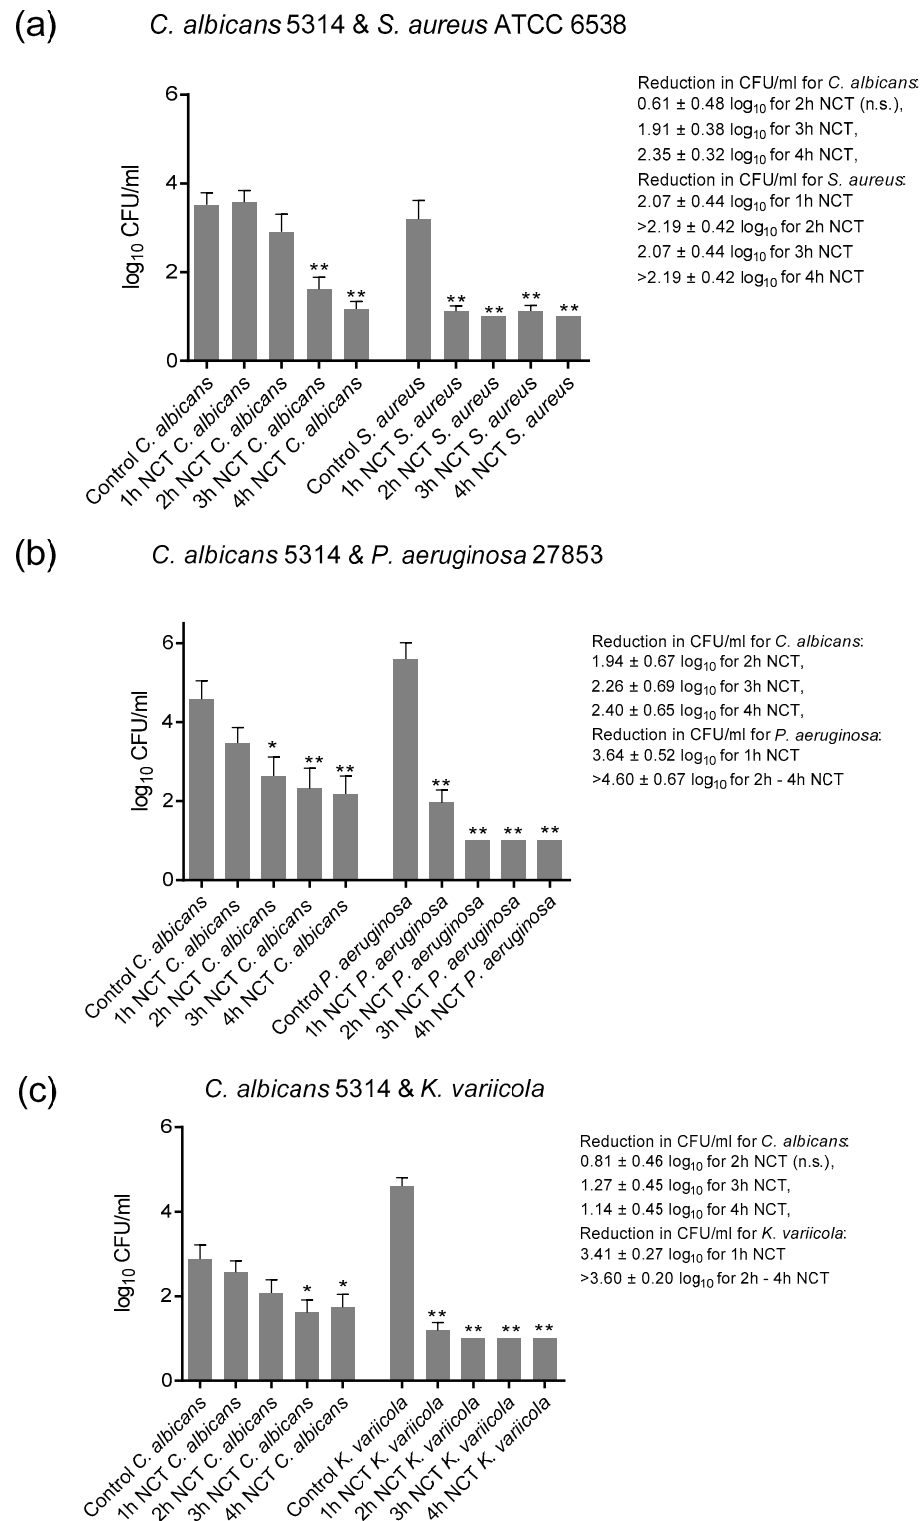 (a)
C. albicans 5314 & S. aureus ATCC 6538
Reduction in CFU/ml for C. albicans:
0.61 ± 0.48 log10 for 2h NCT (n.s.),
1.91 ± 0.38 log10 for 3h NCT,
2.35 ± 0.32 log10 for 4h NCT,
Reduction in CFU/ml for S. aureus:
2.07 ± 0.44 log10 for 1h NCT
>2.19 ± 0.42 log10 for 2h NCT
2.07 ± 0.44 log10 for 3h NCT
>2.19 ± 0.42 log10 for 4h NCT
log10 CFU/ml
6
4
2
0
**
**
**
**
**
**
Control C. albicans
1h NCT C. albicans
2h NCT C. albicans
3h NCT C. albicans
4h NCT C. albicans
Control S. aureus
1h NCT S. aureus
2h NCT S. aureus
3h NCT S. aureus
4h NCT S. aureus
(b)
C. albicans 5314 & P. aeruginosa 27853
Reduction in CFU/ml for C. albicans:
1.94 ± 0.67 log10 for 2h NCT,
2.26 ± 0.69 log10 for 3h NCT,
2.40 ± 0.65 log10 for 4h NCT,
Reduction in CFU/ml for P. aeruginosa:
3.64 ± 0.52 log10 for 1h NCT
>4.60 ± 0.67 log10 for 2h - 4h NCT
log10 CFU/ml
6
4
2
0
*
**
**
**
**
**
**
Control C. albicans
1h NCT C. albicans
2h NCT C. albicans
3h NCT C. albicans
4h NCT C. albicans
Control P. aeruginosa
1h NCT P. aeruginosa
2h NCT P. aeruginosa
3h NCT P. aeruginosa
4h NCT P. aeruginosa
(c)
C. albicans 5314 & K. variicola
Reduction in CFU/ml for C. albicans:
0.81 ± 0.46 log10 for 2h NCT (n.s.),
1.27 ± 0.45 log10 for 3h NCT,
1.14 ± 0.45 log10 for 4h NCT,
Reduction in CFU/ml for K. variicola:
3.41 ± 0.27 log10 for 1h NCT
>3.60 ± 0.20 log10 for 2h - 4h NCT
log10 CFU/ml
6
4
2
0
*
*
**
**
**
**
Control C. albicans
1h NCT C. albicans
2h NCT C. albicans
3h NCT C. albicans
4h NCT C. albicans
Control K. variicola
1h NCT K. variicola
2h NCT K. variicola
3h NCT K. variicola
4h NCT K. variicola